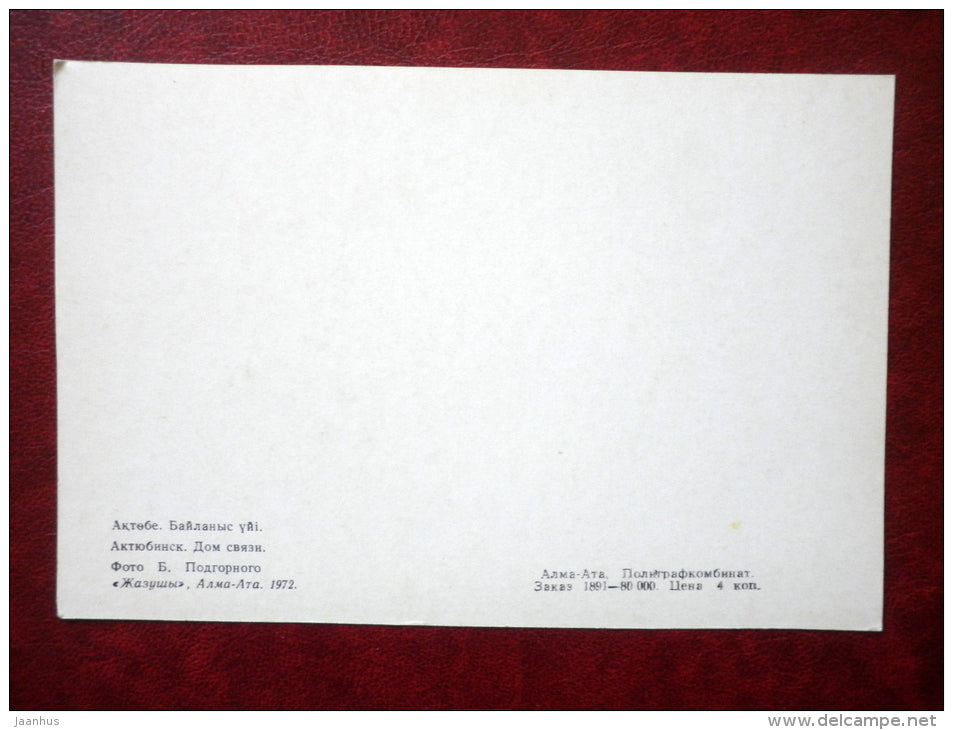 Ақтөбе. Байланыс үйі.
Актюбинск. Дом связи.
Фото Б. Подгорного
«Жазушы», Алма-Ата. 1972.
Алма-Ата. Полиграфкомбинат.
Заказ 1891—80 000. Цена 4 коп.
jaanhus
www.delcampe.net